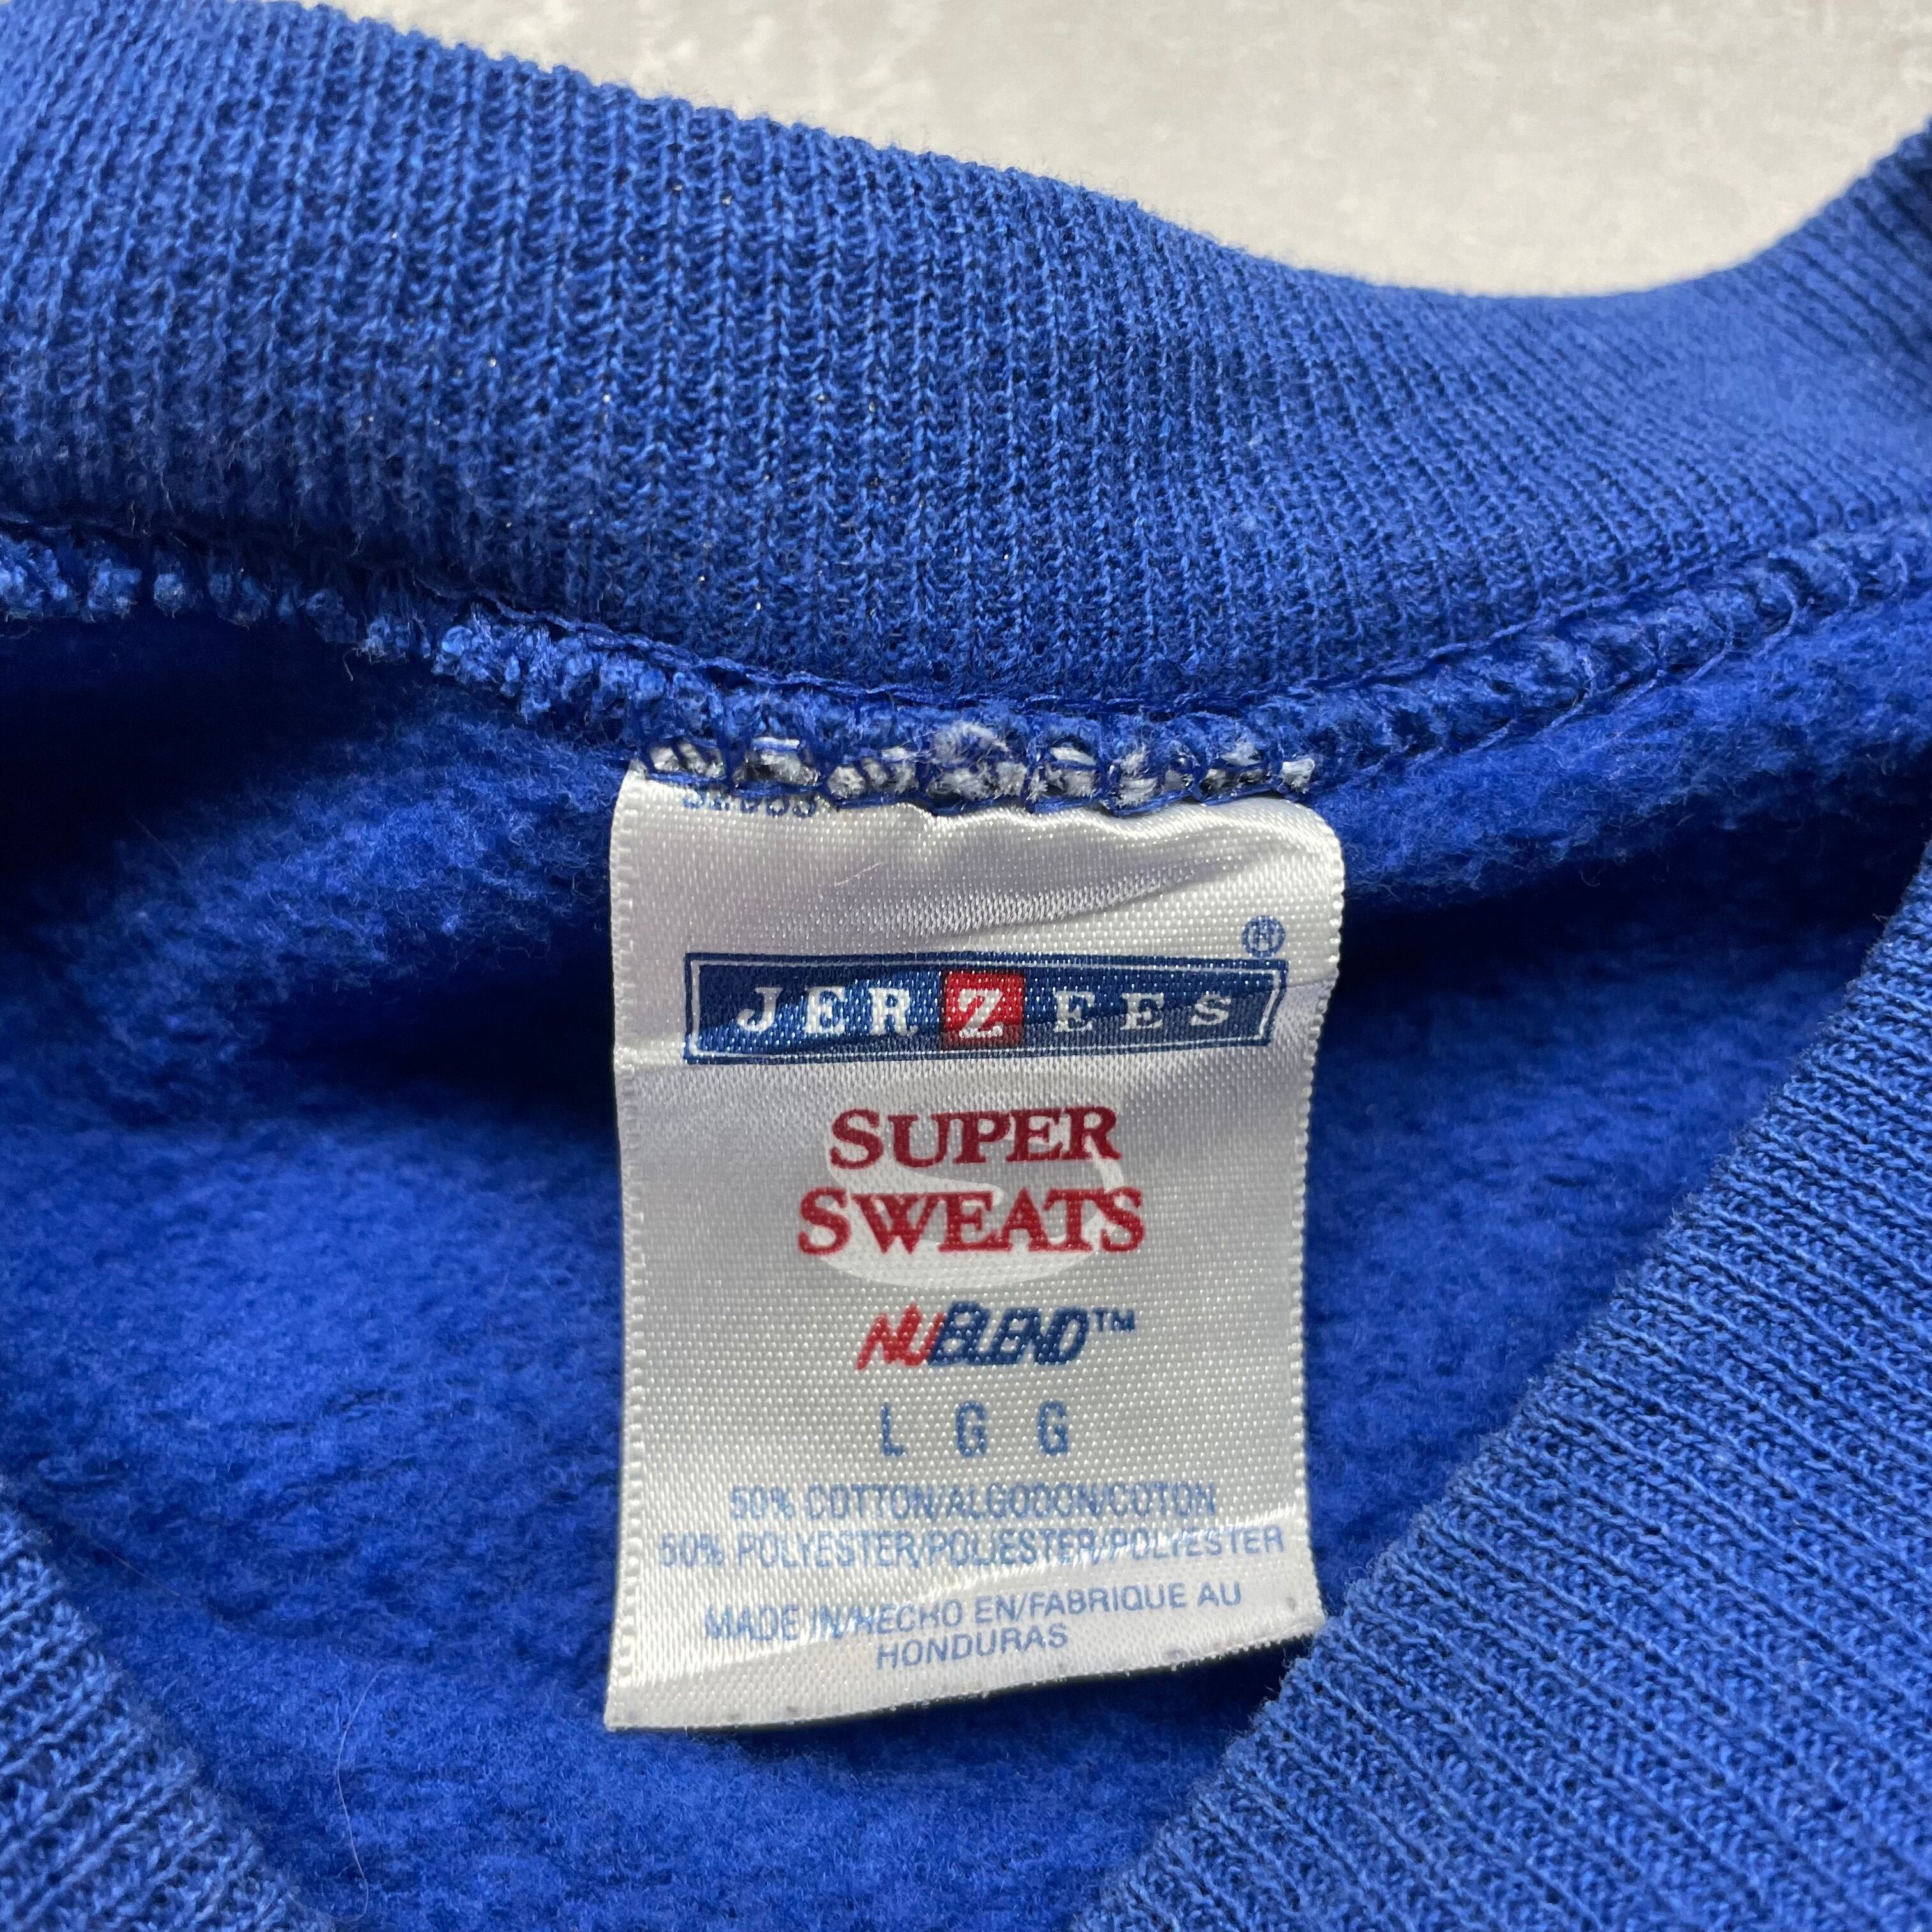 JERZEES®
SUPER
SWEATS
NUBLEND™
L G G
50% COTTON/ALGODON/COTON
50% POLYESTER/POLIESTER/POLYESTER
MADE IN/HECHO EN/FABRIQUE AU
HONDURAS